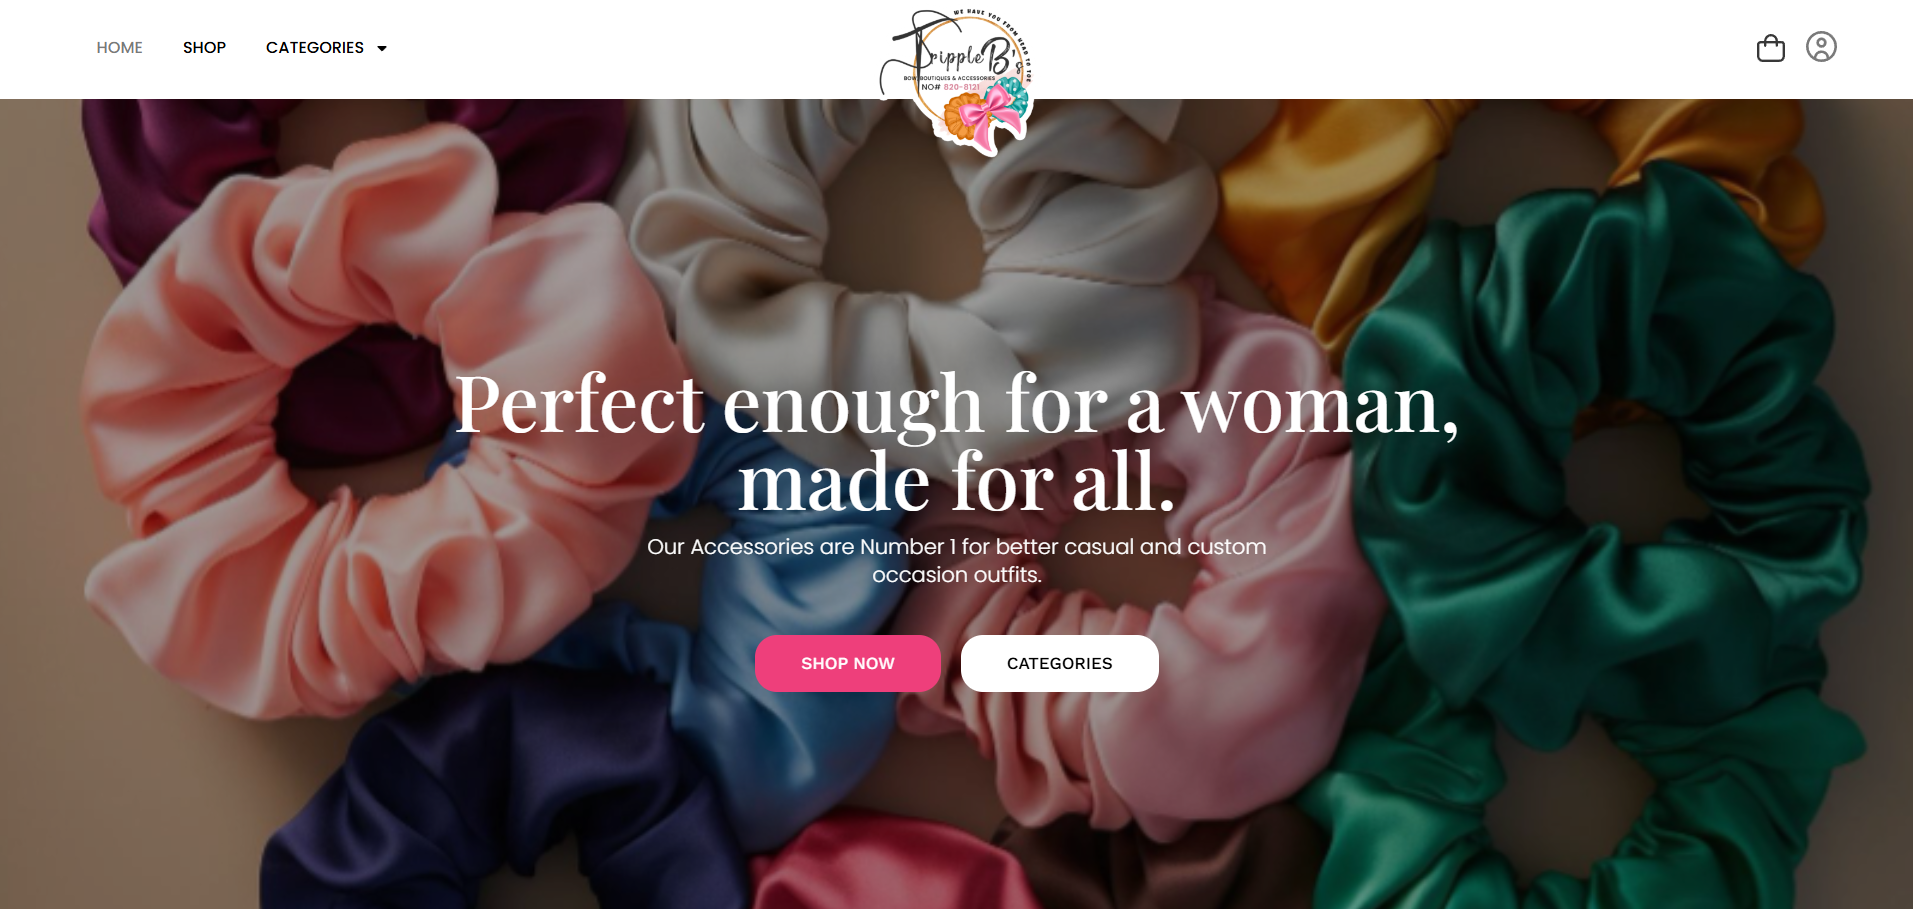 HOME
SHOP
CATEGORIES
WE HAVE YOU FROM HEAD TO TOE
Tripple B's
BOW BOUTIQUES & ACCESSORIES
NO# 820-8121
Perfect enough for a woman,
made for all.
Our Accessories are Number 1 for better casual and custom
occasion outfits.
SHOP NOW
CATEGORIES